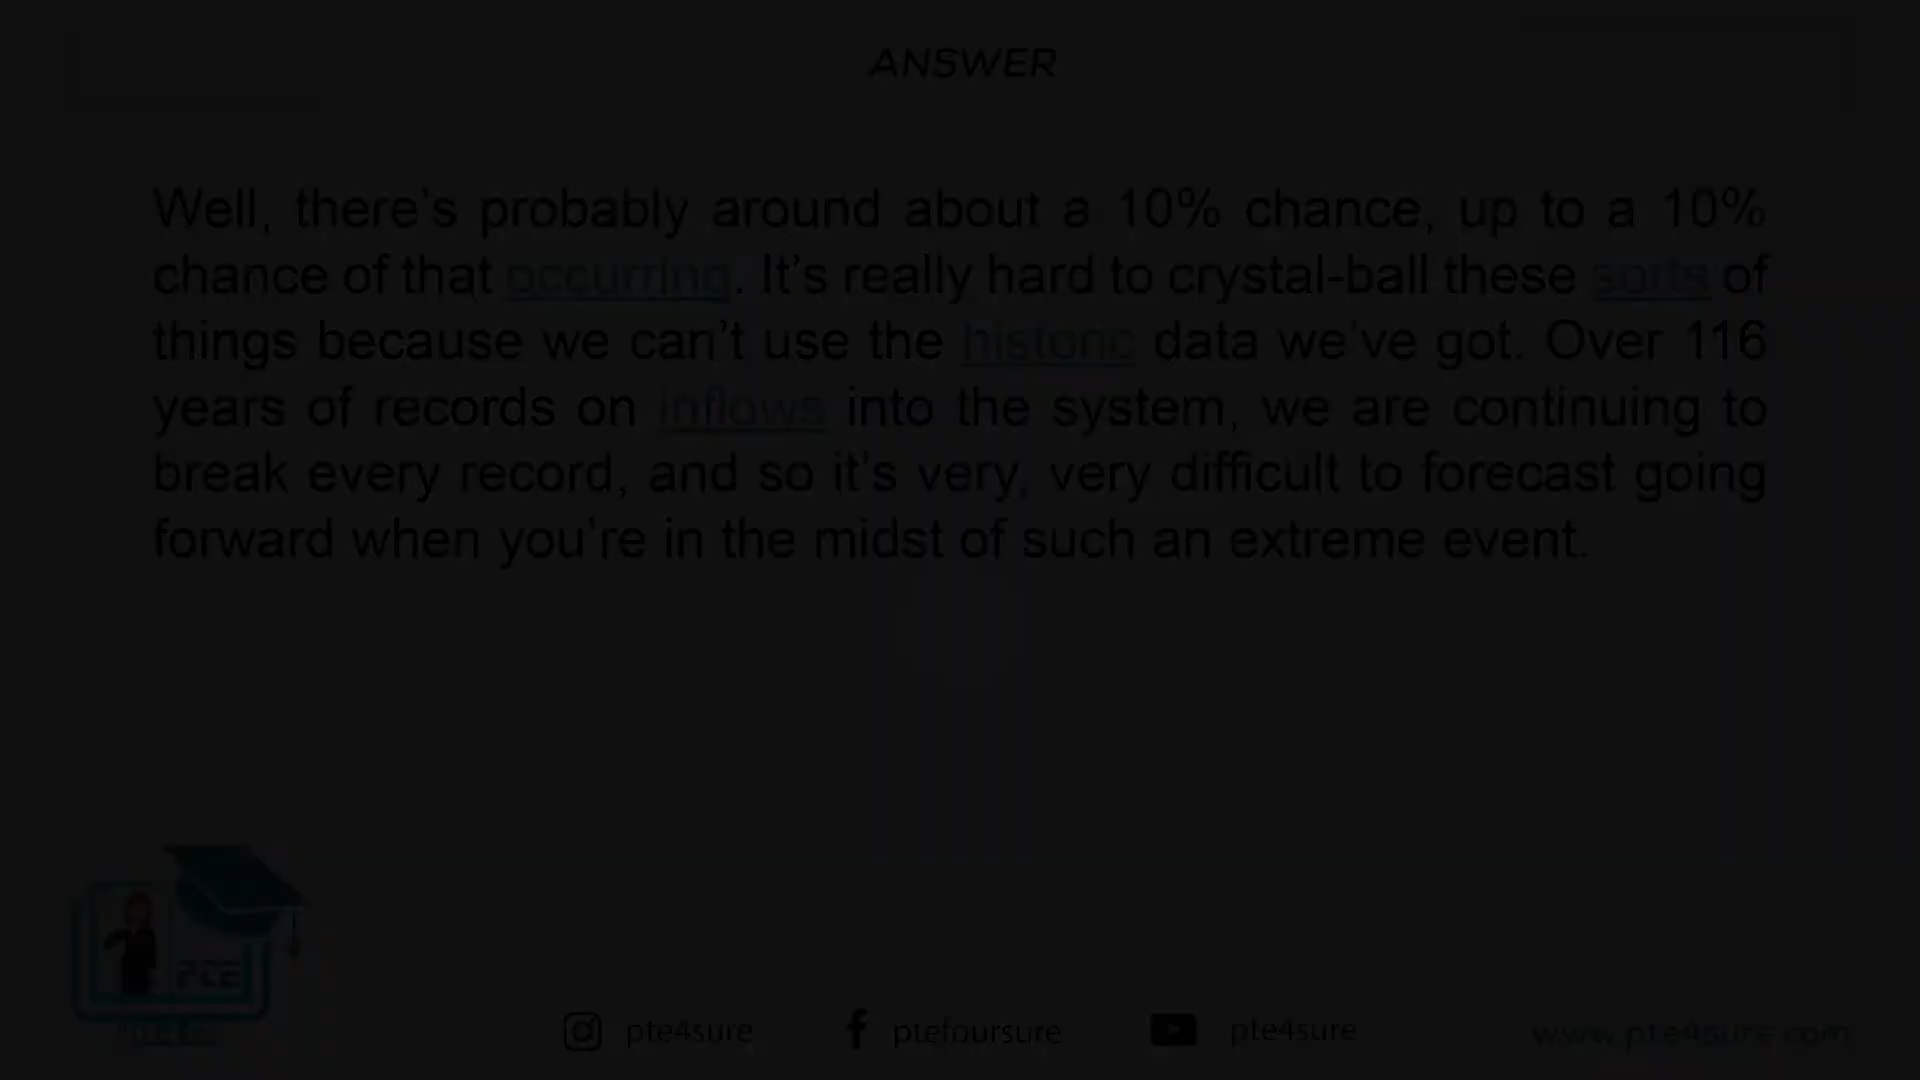 ANSWER
Well, there's probably around about a 10% chance, up to a 10%
chance of that occurring. It's really hard to crystal-ball these sorts of
things because we can't use the historic data we've got. Over 116
years of records on inflows into the system, we are continuing to
break every record, and so it's very, very difficult to forecast going
forward when you're in the midst of such an extreme event.
PTE
pte4sure
ptefoursure
pte4sure
www.pte4sure.com